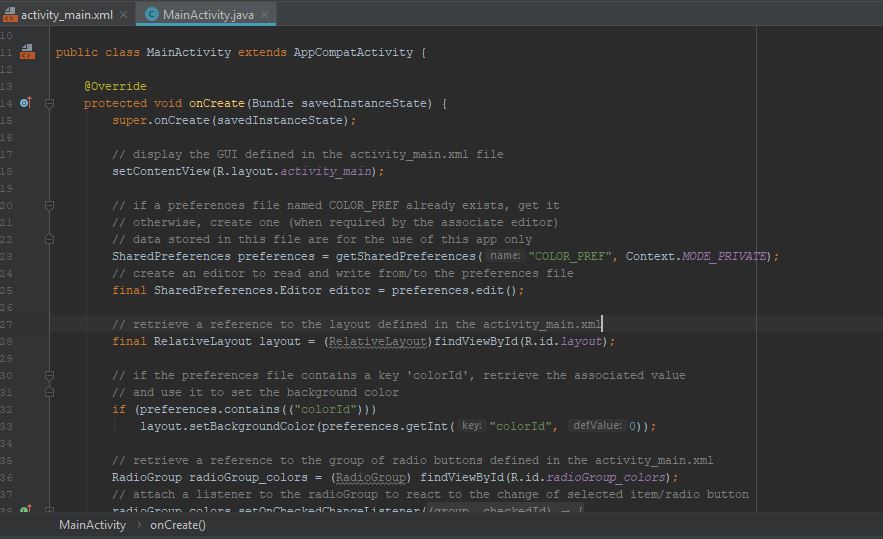 activity_main.xml MainActivity.java
10
11 public class MainActivity extends AppCompatActivity {
12
13 @Override
14 protected void onCreate(Bundle savedInstanceState) {
15 super.onCreate(savedInstanceState);
16
17 // display the GUI defined in the activity_main.xml file
18 setContentView(R.layout.activity_main);
19
20 // if a preferences file named COLOR_PREF already exists, get it
21 // otherwise, create one (when required by the associate editor)
22 // data stored in this file are for the use of this app only
23 SharedPreferences preferences = getSharedPreferences( name: "COLOR_PREF", Context.MODE_PRIVATE);
24 // create an editor to read and write from/to the preferences file
25 final SharedPreferences.Editor editor = preferences.edit();
26
27 // retrieve a reference to the layout defined in the activity_main.xml
28 final RelativeLayout layout = (RelativeLayout)findViewById(R.id.layout);
29
30 // if the preferences file contains a key 'colorId', retrieve the associated value
31 // and use it to set the background color
32 if (preferences.contains(("colorId")))
33 layout.setBackgroundColor(preferences.getInt( key: "colorId", defValue: 0));
34
35 // retrieve a reference to the group of radio buttons defined in the activity_main.xml
36 RadioGroup radioGroup_colors = (RadioGroup) findViewById(R.id.radioGroup_colors);
37 // attach a listener to the radioGroup to react to the change of selected item/radio button
38 radioGroup_colors.setOnCheckedChangeListener((group, checkedId) → {
MainActivity › onCreate()